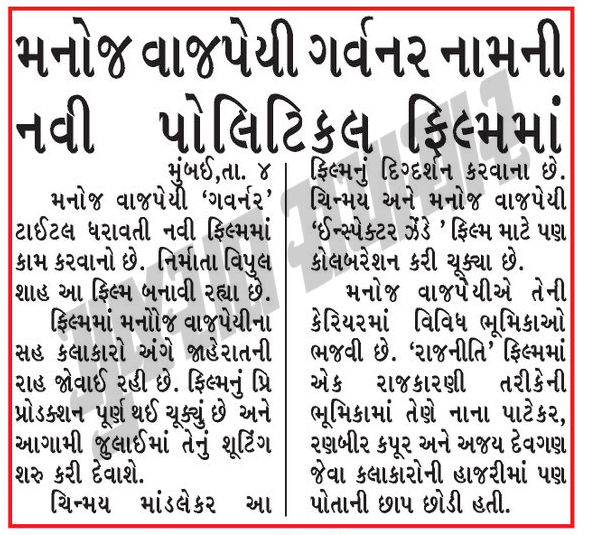 મનોજ વાજપેયી ગર્વનર નામની
નવી પોલિટિકલ ફિલ્મમાં
મુંબઈ,તા. ૪
મનોજ વાજપેયી ‘ગવર્નર’
ટાઈટલ ધરાવતી નવી ફિલ્મમાં
કામ કરવાનો છે. નિર્માતા વિપુલ
શાહ આ ફિલ્મ બનાવી રહ્યા છે.
ફિલ્મમાં મનોૌજ વાજપેયીના
સહ કલાકારો અંગે જાહેરાતની
રાહ જોવાઈ રહી છે. ફિલ્મનું પ્રિ
પ્રોડક્શન પૂર્ણ થઈ ચૂક્યું છે અને
આગામી જુલાઈમાં તેનું શૂટિંગ
શરુ કરી દેવાશે.
ચિન્મય માંડલેકર આ
ફિલ્મનું દિગ્દર્શન કરવાના છે.
ચિન્મય અને મનોજ વાજપેયી
‘ઈન્સ્પેક્ટર ઝેંડે ’ ફિલ્મ માટે પણ
કોલબરેશન કરી ચૂક્યા છે.
મનોજ વાજપેયીએ તેની
કેરિયરમાં વિવિધ ભૂમિકાઓ
ભજવી છે. ‘રાજનીતિ’ ફિલ્મમાં
એક રાજકારણી તરીકેની
ભૂમિકામાં તેણે નાના પાટેકર,
રણબીર કપૂર અને અજય દેવગણ
જેવા કલાકારોની હાજરીમાં પણ
પોતાની છાપ છોડી હતી.